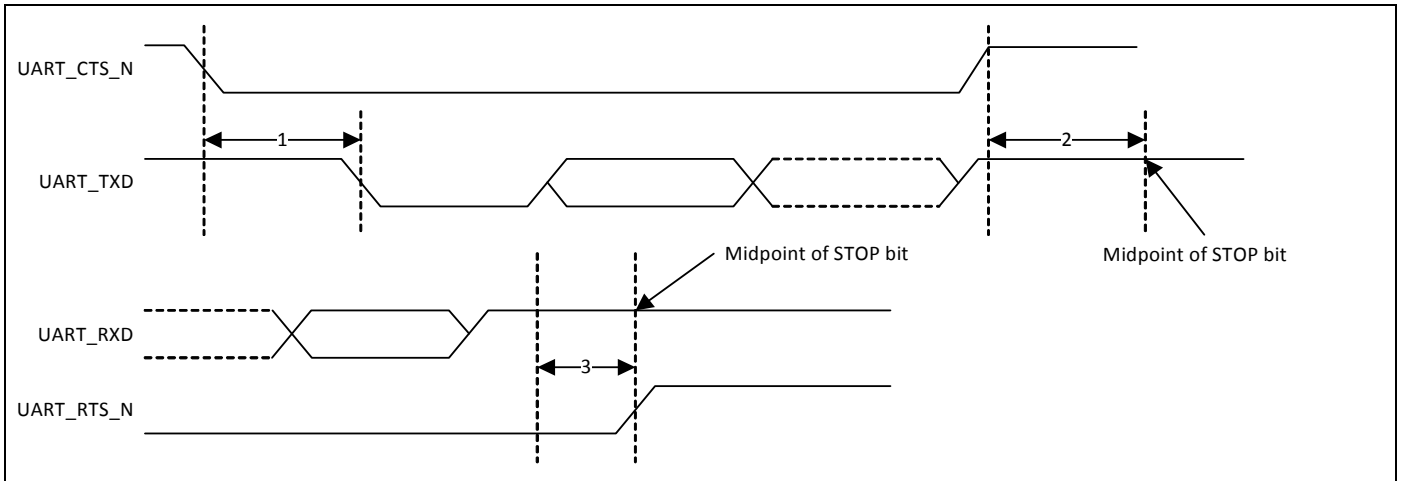 UART_CTS_N
1
2
UART_TXD
Midpoint of STOP bit
Midpoint of STOP bit
UART_RXD
3
UART_RTS_N